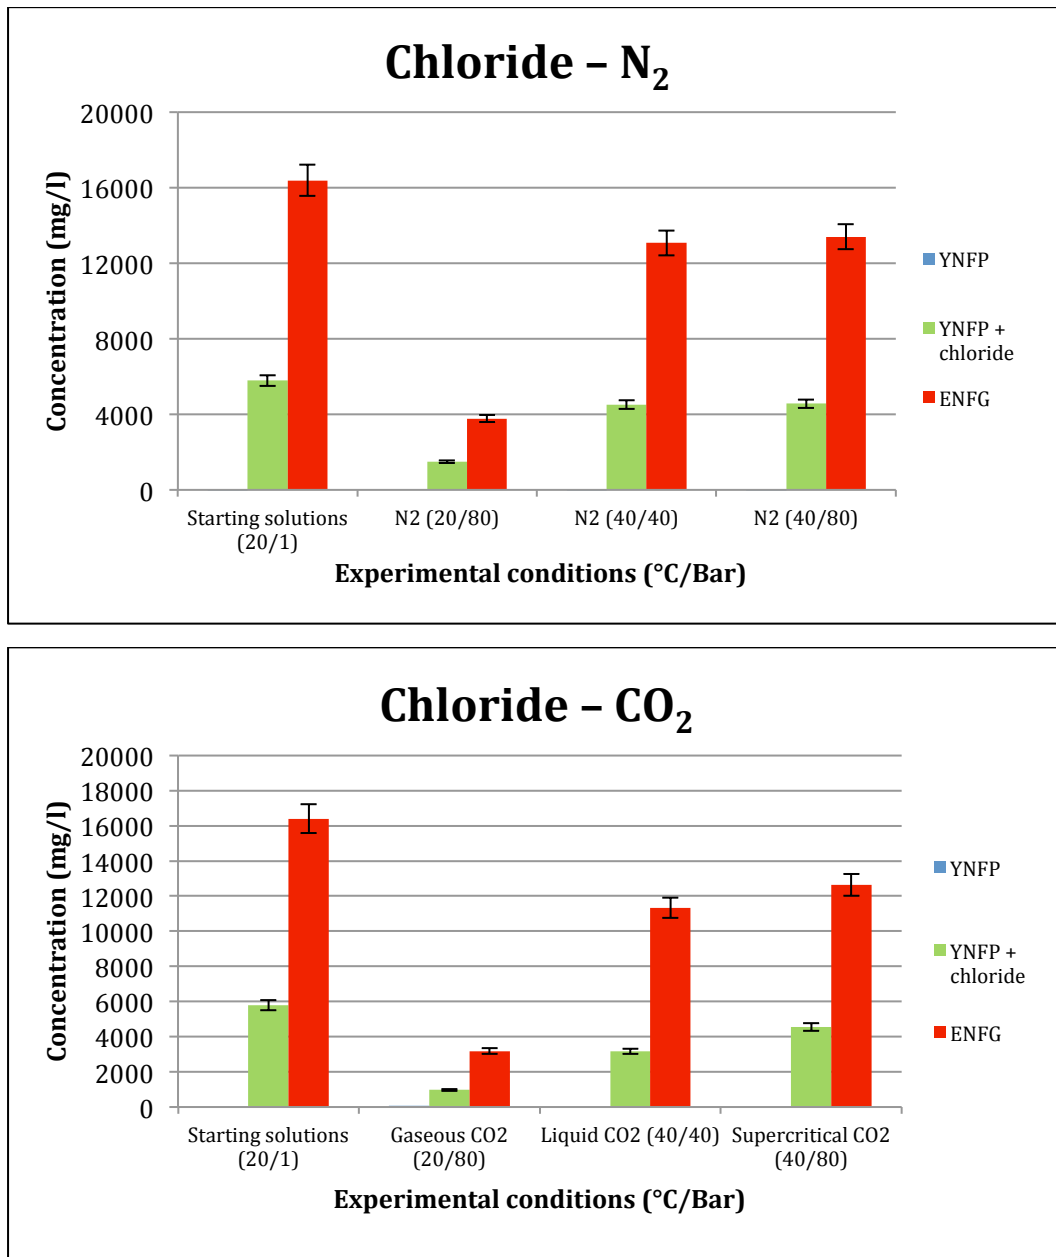 Chloride – N₂
20000
16000
12000
8000
4000
0
Concentration (mg/l)
Starting solutions
(20/1)
N2 (20/80)
N2 (40/40)
N2 (40/80)
Experimental conditions (°C/Bar)
YNFP
YNFP +
chloride
ENFG
Chloride – CO₂
20000
18000
16000
14000
12000
10000
8000
6000
4000
2000
0
Concentration (mg/l)
Starting solutions
(20/1)
Gaseous CO2
(20/80)
Liquid CO2 (40/40)
Supercritical CO2
(40/80)
Experimental conditions (°C/Bar)
YNFP
YNFP +
chloride
ENFG